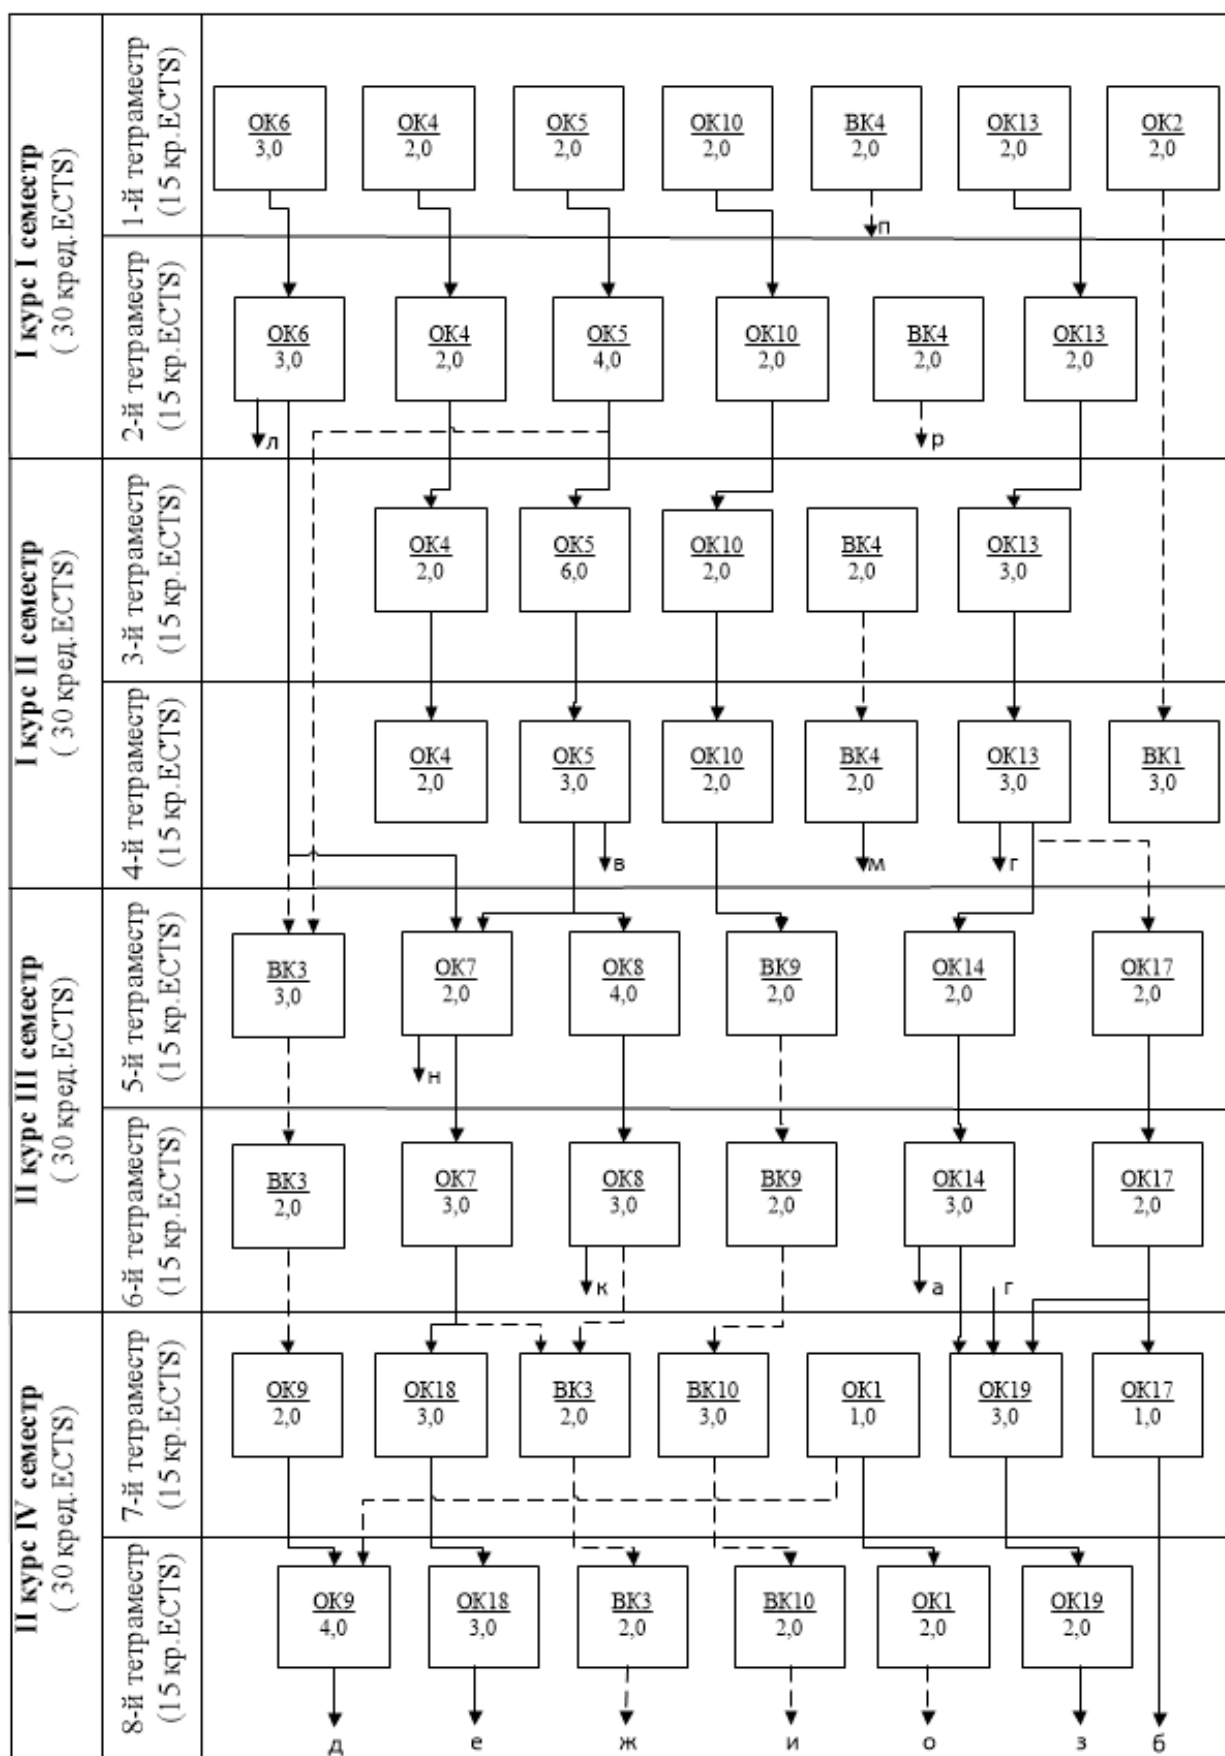 I курс I семестр
( 30 кред.ECTS)
1-й тетраместр
(15 кр.ECTS)
ОК6
3,0
ОК4
2,0
ОК5
2,0
ОК10
2,0
ВК4
2,0
ОК13
2,0
ОК2
2,0
п
2-й тетраместр
(15 кр.ECTS)
ОК6
3,0
ОК4
2,0
ОК5
4,0
ОК10
2,0
ВК4
2,0
ОК13
2,0
л
р
I курс II семестр
( 30 кред.ECTS)
3-й тетраместр
(15 кр.ECTS)
ОК4
2,0
ОК5
6,0
ОК10
2,0
ВК4
2,0
ОК13
3,0
4-й тетраместр
(15 кр.ECTS)
ОК4
2,0
ОК5
3,0
ОК10
2,0
ВК4
2,0
ОК13
3,0
ВК1
3,0
в
м
г
II курс III семестр
( 30 кред.ECTS)
5-й тетраместр
(15 кр.ECTS)
ВК3
3,0
ОК7
2,0
ОК8
4,0
ВК9
2,0
ОК14
2,0
ОК17
2,0
н
6-й тетраместр
(15 кр.ECTS)
ВК3
2,0
ОК7
3,0
ОК8
3,0
ВК9
2,0
ОК14
3,0
ОК17
2,0
к
а
г
II курс IV семестр
( 30 кред.ECTS)
7-й тетраместр
(15 кр.ECTS)
ОК9
2,0
ОК18
3,0
ВК3
2,0
ВК10
3,0
ОК1
1,0
ОК19
3,0
ОК17
1,0
8-й тетраместр
(15 кр.ECTS)
ОК9
4,0
ОК18
3,0
ВК3
2,0
ВК10
2,0
ОК1
2,0
ОК19
2,0
д
е
ж
и
о
з
б